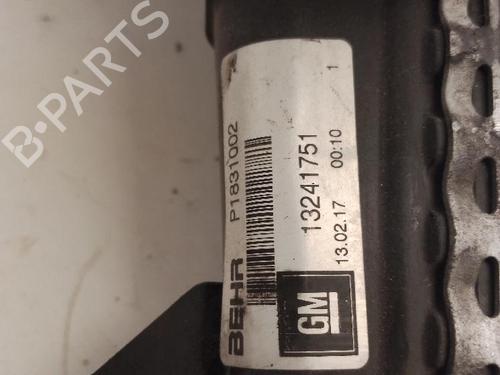 BEHR
P1831002
GM
13241751
13.02.17 00:10
1
B-PARTS